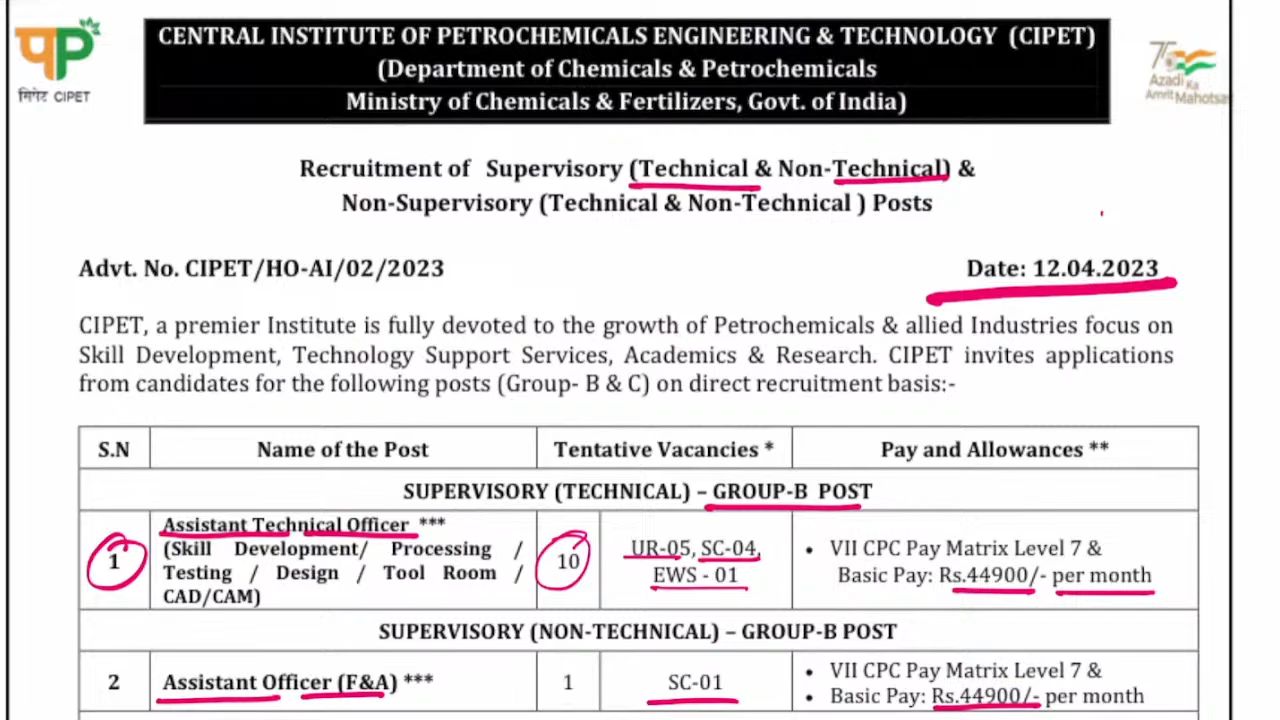 CENTRAL INSTITUTE OF PETROCHEMICALS ENGINEERING & TECHNOLOGY (CIPET)
(Department of Chemicals & Petrochemicals
Ministry of Chemicals & Fertilizers, Govt. of India)
सिपेट CIPET
75
Azadi Ka
Amrit Mahotsav
Recruitment of Supervisory (Technical & Non-Technical) &
Non-Supervisory (Technical & Non-Technical ) Posts
Advt. No. CIPET/HO-AI/02/2023 Date: 12.04.2023
CIPET, a premier Institute is fully devoted to the growth of Petrochemicals & allied Industries focus on
Skill Development, Technology Support Services, Academics & Research. CIPET invites applications
from candidates for the following posts (Group- B & C) on direct recruitment basis:-
S.N Name of the Post Tentative Vacancies * Pay and Allowances **
SUPERVISORY (TECHNICAL) – GROUP-B POST
1
Assistant Technical Officer ***
(Skill Development/ Processing /
Testing / Design / Tool Room /
CAD/CAM)
10
UR-05, SC-04,
EWS - 01
• VII CPC Pay Matrix Level 7 &
Basic Pay: Rs.44900/- per month
SUPERVISORY (NON-TECHNICAL) – GROUP-B POST
2 Assistant Officer (F&A) *** 1 SC-01
• VII CPC Pay Matrix Level 7 &
• Basic Pay: Rs.44900/- per month